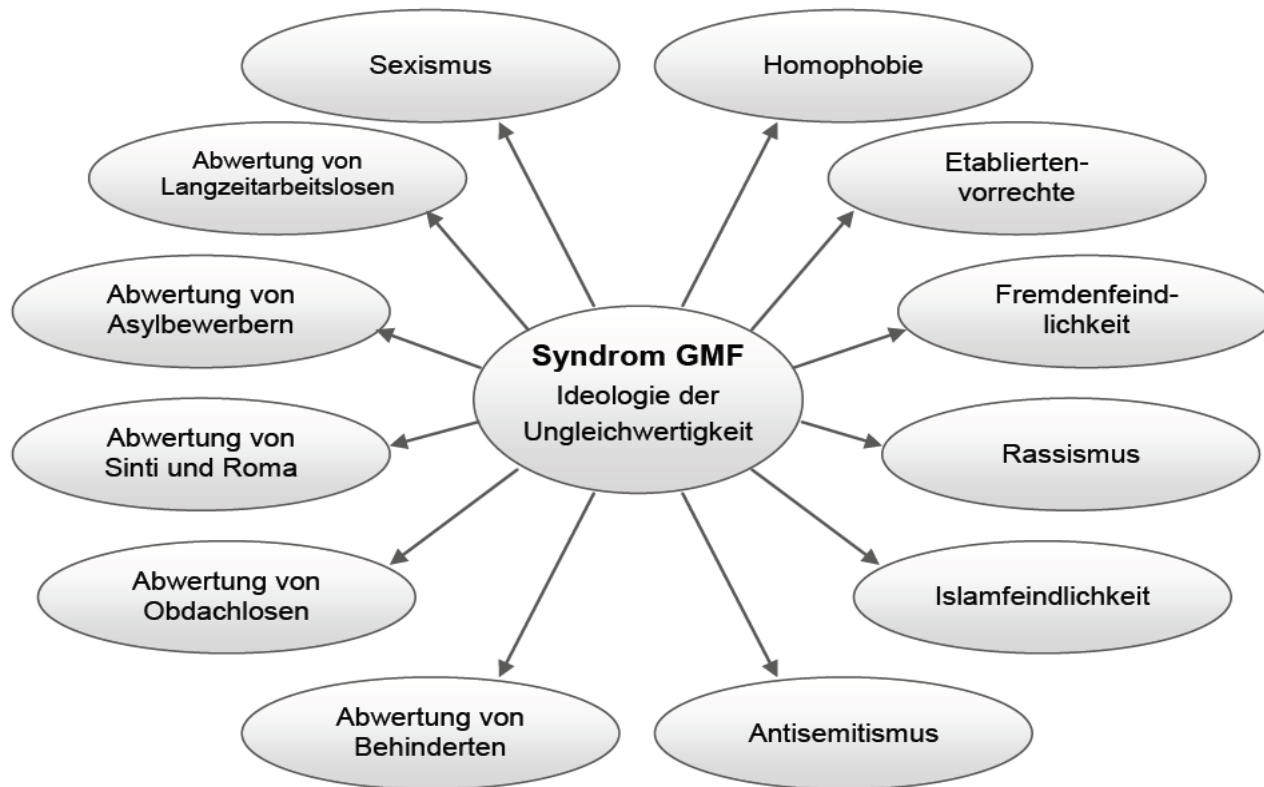 Sexismus
Homophobie
Abwertung von
Langzeitarbeitslosen
Etablierten-
vorrechte
Abwertung von
Asylbewerbern
Fremdenfeind-
lichkeit
Syndrom GMF
Ideologie der
Ungleichwertigkeit
Abwertung von
Sinti und Roma
Rassismus
Abwertung von
Obdachlosen
Islamfeindlichkeit
Abwertung von
Behinderten
Antisemitismus